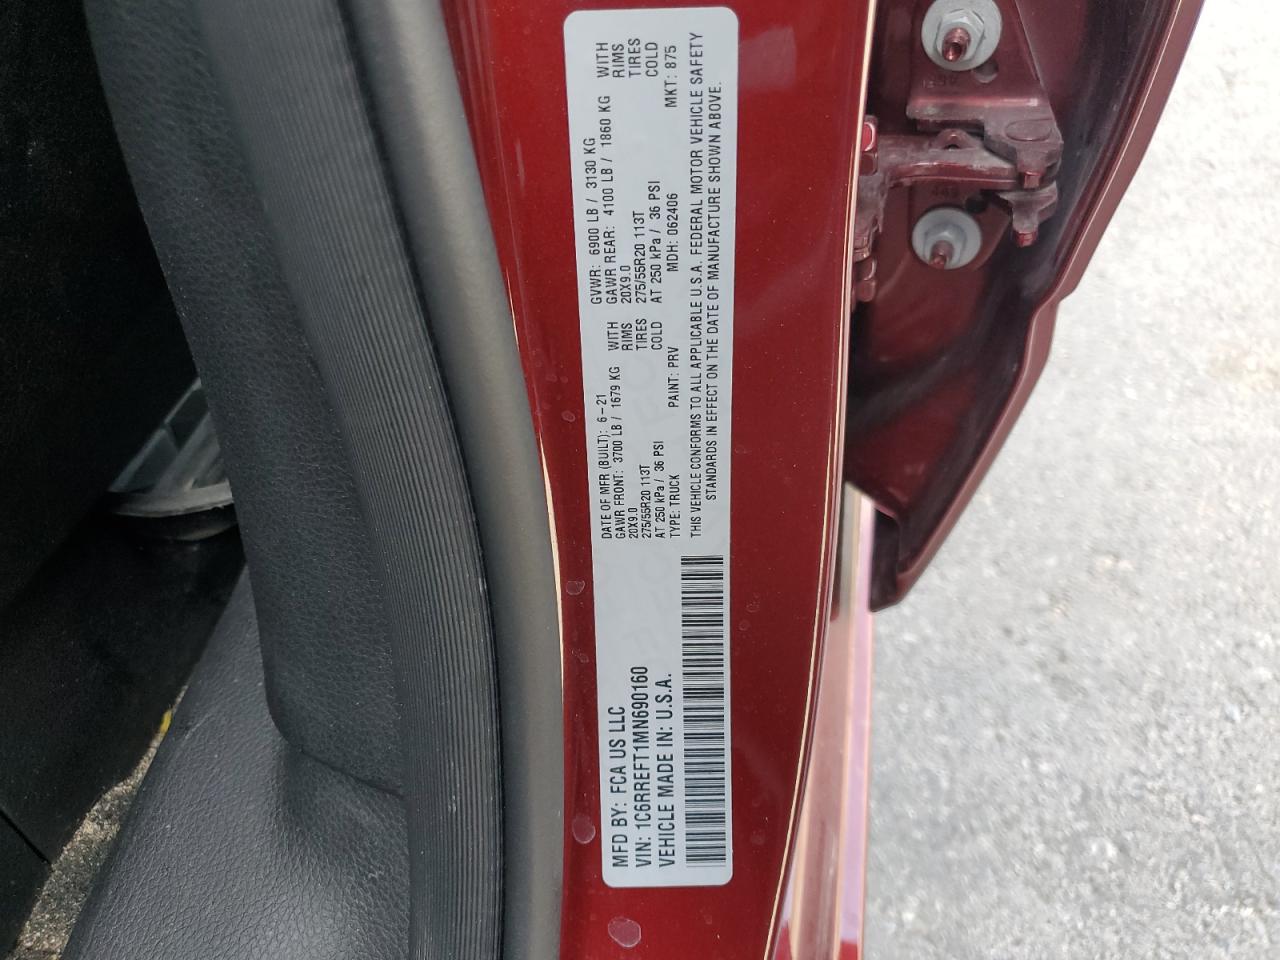 MFD BY: FCA US LLC
VIN: 1C6RREFT1MN690160
VEHICLE MADE IN: U.S.A.
DATE OF MFR (BUILT): 6-21
GAWR FRONT: 3700 LB / 1679 KG WITH
20X9.0 RIMS
275/55R20 113T TIRES
AT 250 kPa / 36 PSI COLD
TYPE: TRUCK PAINT: PRV
GVWR: 6900 LB / 3130 KG
GAWR REAR: 4100 LB / 1860 KG WITH
20X9.0 RIMS
275/55R20 113T TIRES
AT 250 kPa / 36 PSI COLD
MDH: 062406 MKT: 875
THIS VEHICLE CONFORMS TO ALL APPLICABLE U.S.A. FEDERAL MOTOR VEHICLE SAFETY
STANDARDS IN EFFECT ON THE DATE OF MANUFACTURE SHOWN ABOVE.